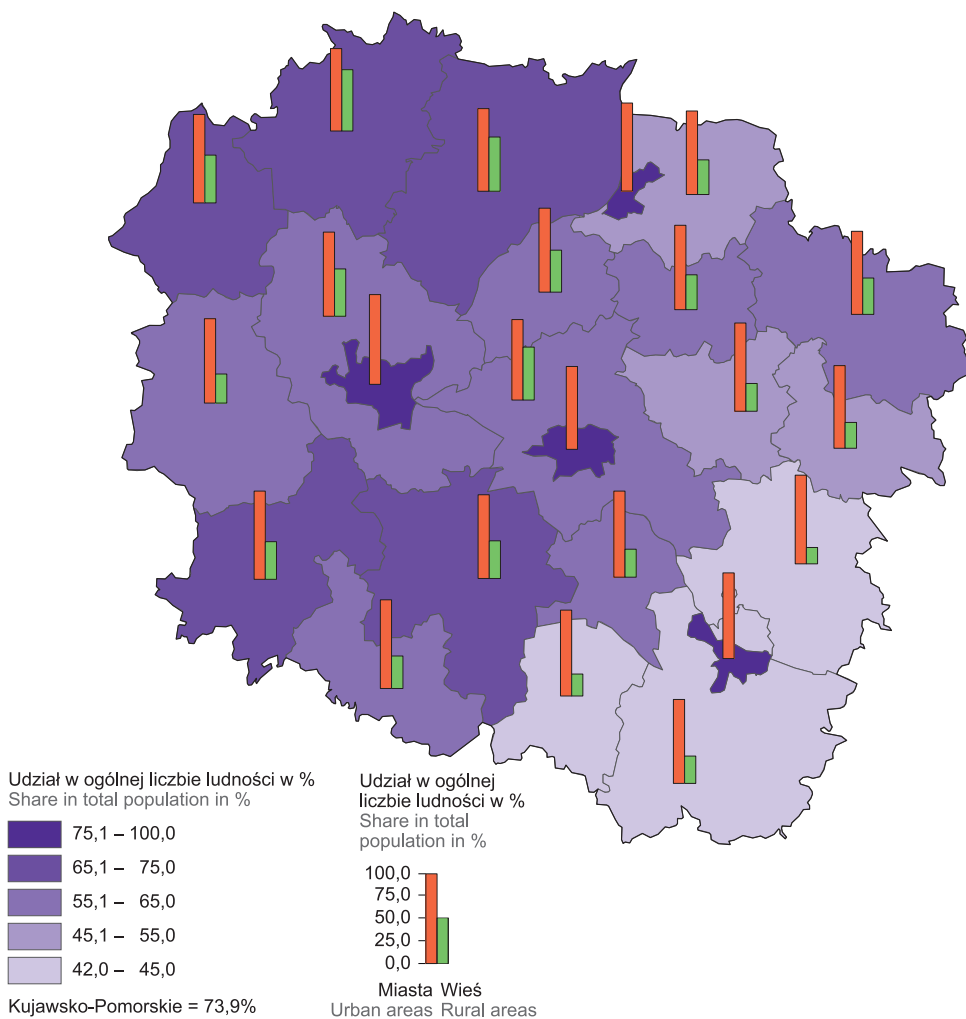 Udział w ogólnej liczbie ludności w %
Share in total population in %
75,1 – 100,0
65,1 – 75,0
55,1 – 65,0
45,1 – 55,0
42,0 – 45,0
Kujawsko-Pomorskie = 73,9%
Udział w ogólnej
liczbie ludności w %
Share in total
population in %
100,0
75,0
50,0
25,0
0,0
Miasta Wieś
Urban areas Rural areas